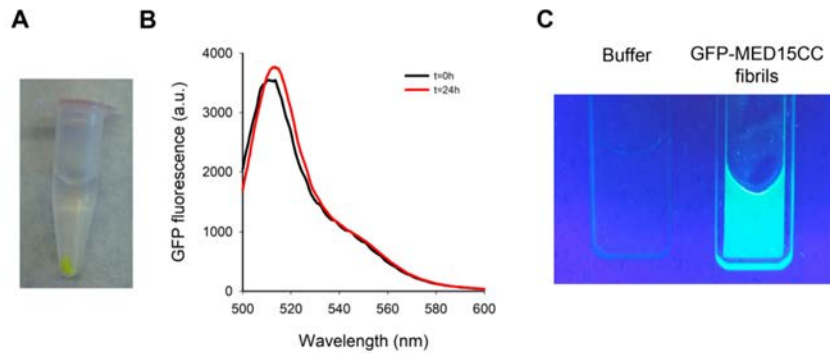 A
B
C
GFP fluorescence (a.u.)
4000
3000
2000
1000
0
t=0h
t=24h
500
520
540
560
580
600
Wavelength (nm)
Buffer
GFP-MED15CC
fibrils